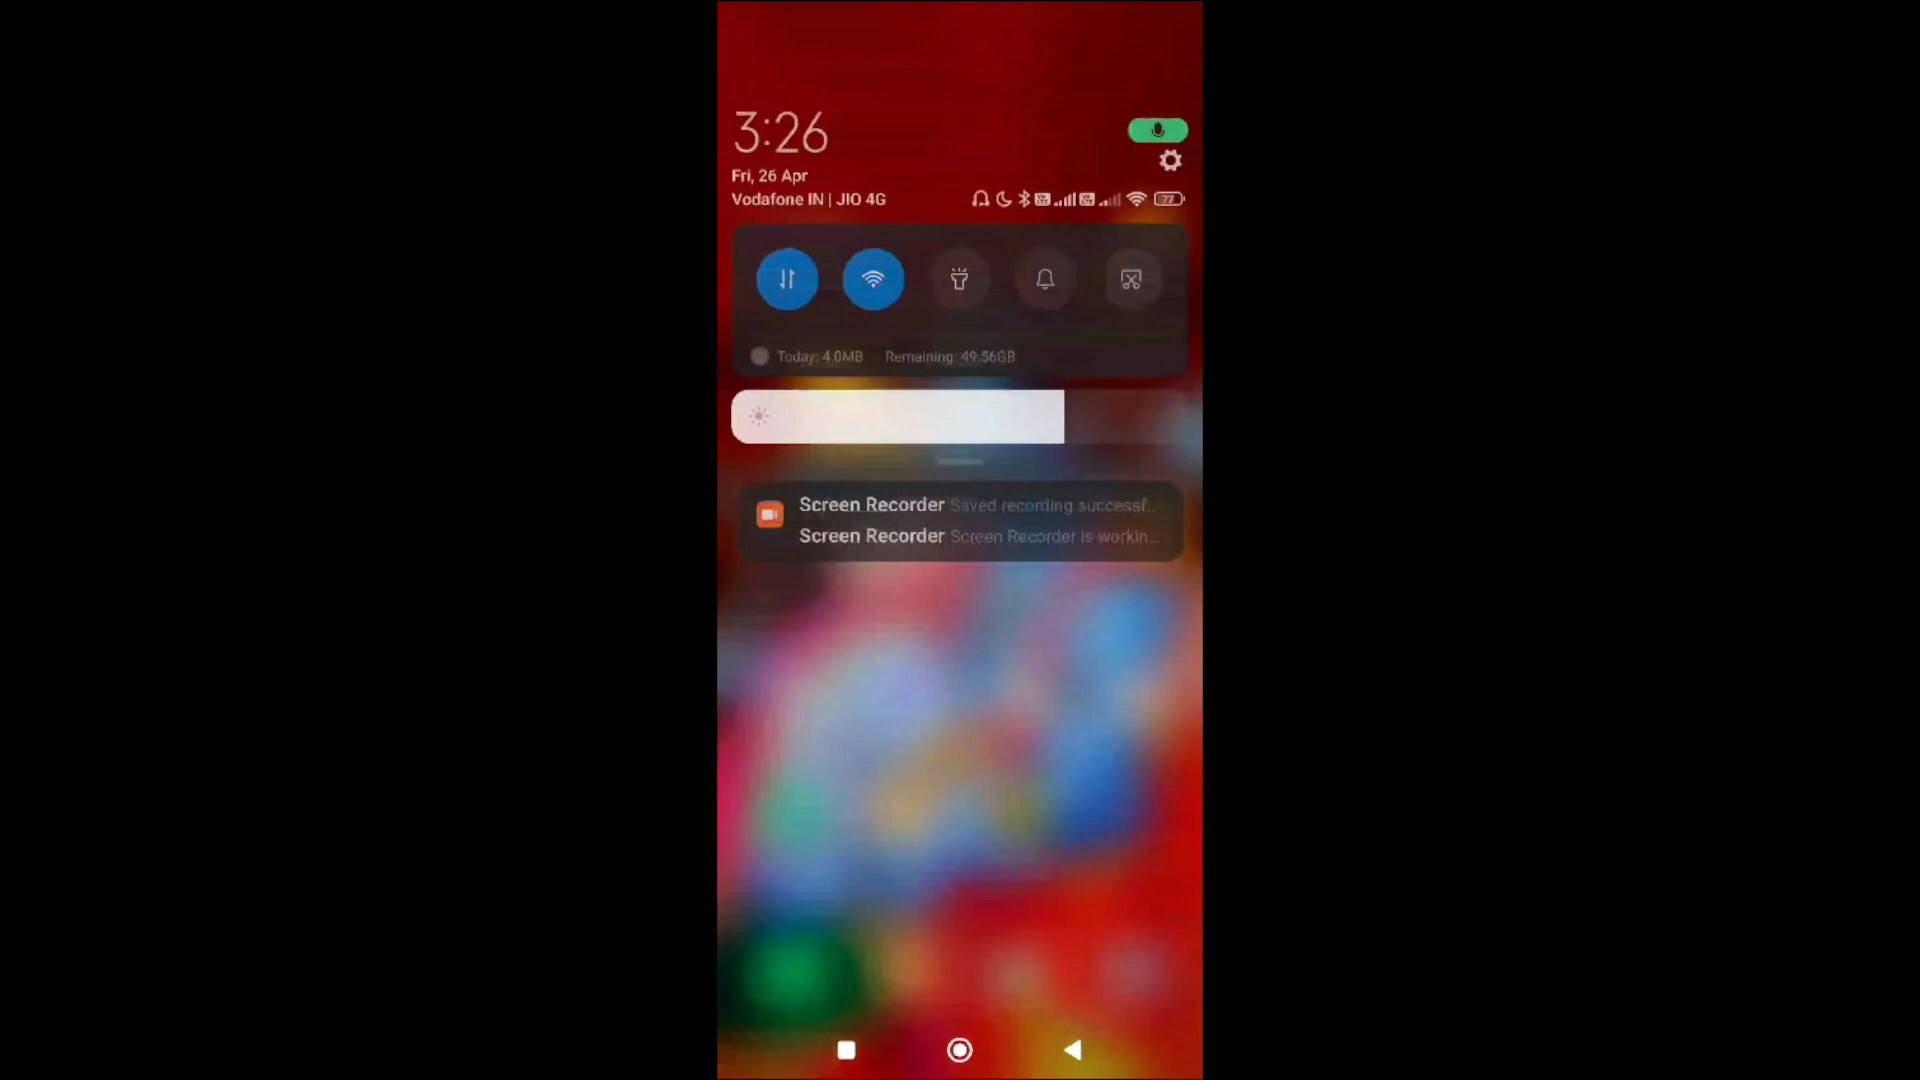 3:26
Fri, 26 Apr
Vodafone IN | JIO 4G
77
Today: 4.0MB Remaining: 49.56GB
Screen Recorder Saved recording successf...
Screen Recorder Screen Recorder is workin...